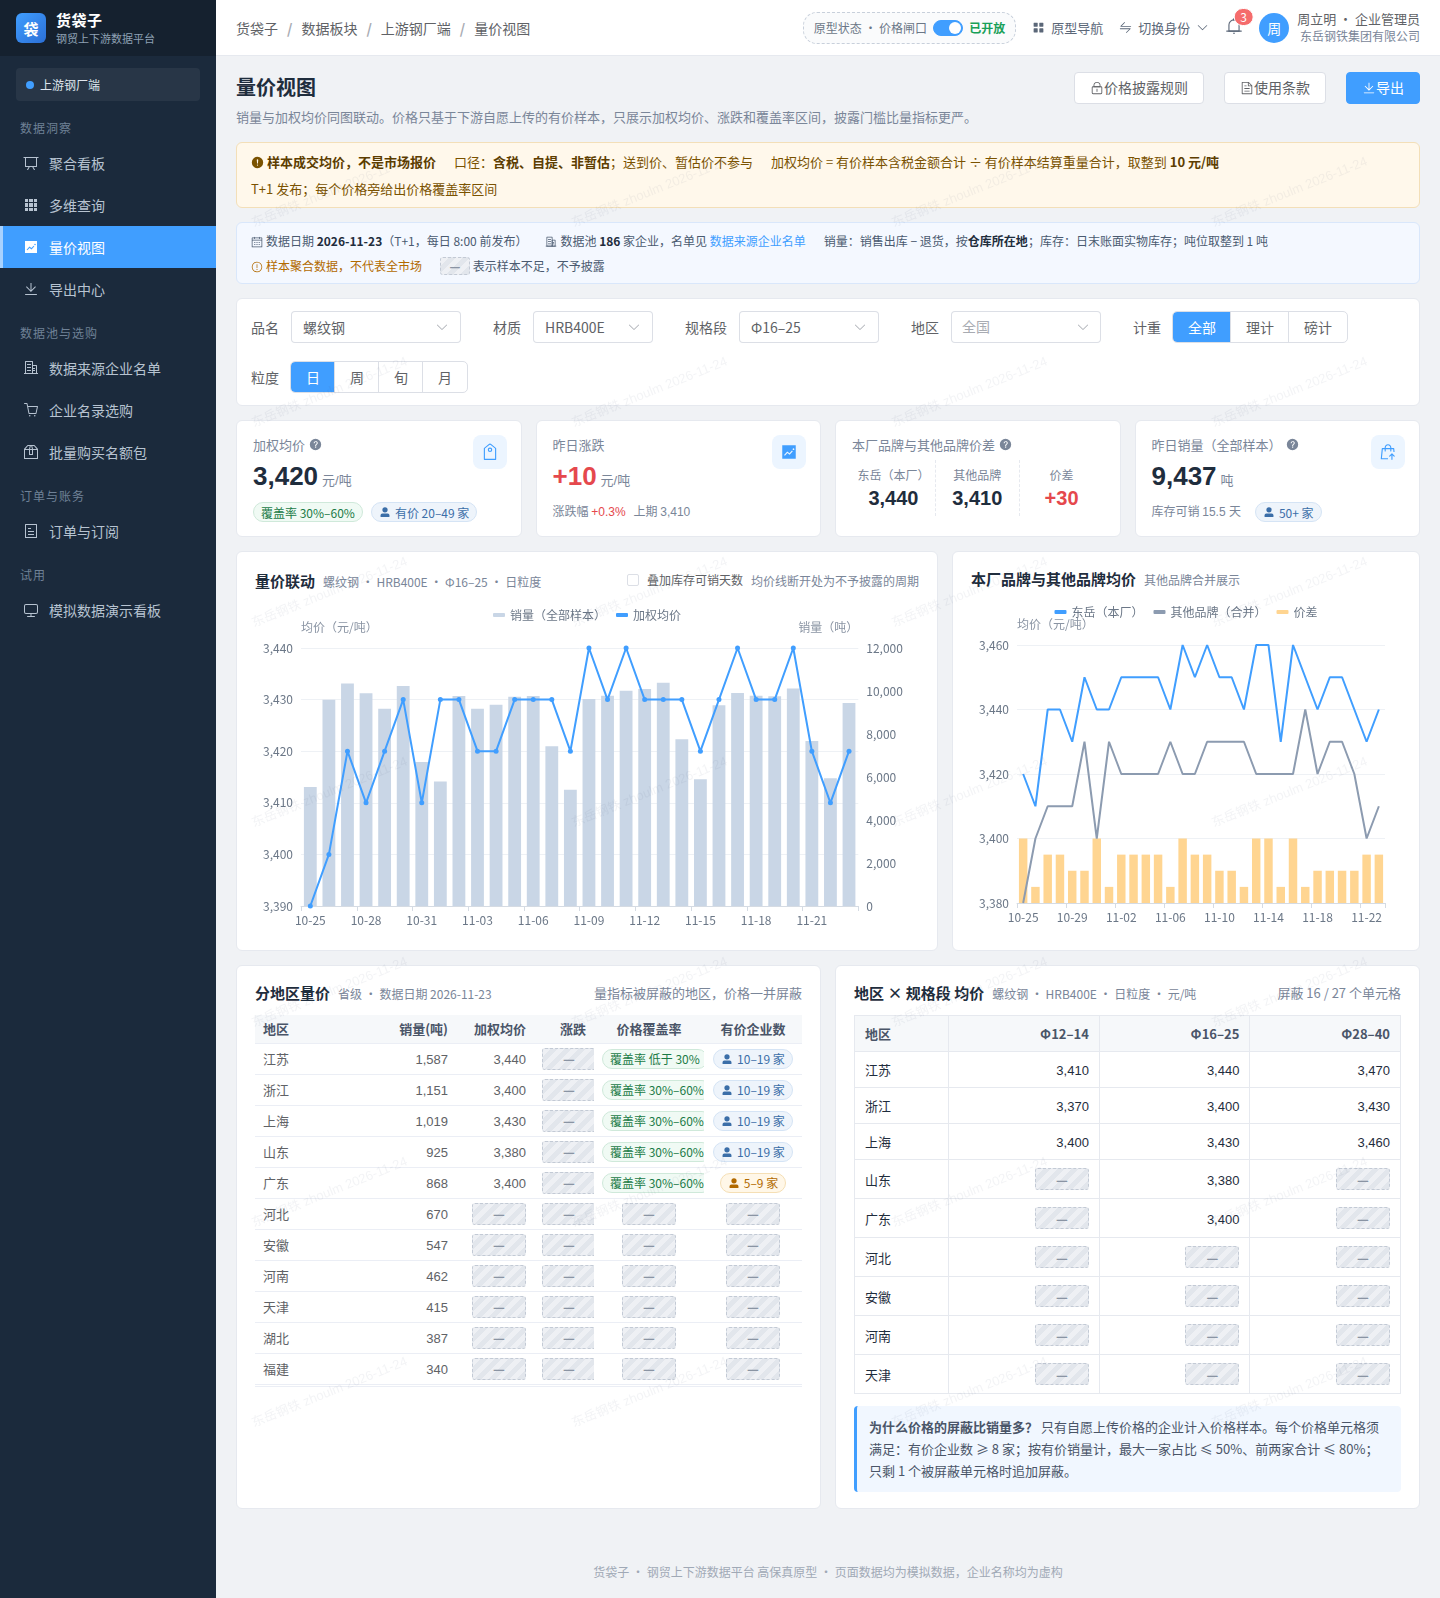 袋
货袋子
钢贸上下游数据平台
上游钢厂端
数据洞察
聚合看板
多维查询
量价视图
导出中心
数据池与选购
数据来源企业名单
企业名录选购
批量购买名额包
订单与账务
订单与订阅
试用
模拟数据演示看板
货袋子 / 数据板块 / 上游钢厂端 / 量价视图
原型状态 · 价格闸口 已开放
原型导航
切换身份
3
周
周立明 · 企业管理员
东岳钢铁集团有限公司
量价视图
价格披露规则
使用条款
导出
销量与加权均价同图联动。价格只基于下游自愿上传的有价样本，只展示加权均价、涨跌和覆盖率区间，披露门槛比量指标更严。
样本成交均价，不是市场报价 口径：含税、自提、非暂估；送到价、暂估价不参与 加权均价 = 有价样本含税金额合计 ÷ 有价样本结算重量合计，取整到 10 元/吨
T+1 发布；每个价格旁给出价格覆盖率区间
数据日期 2026-11-23（T+1，每日 8:00 前发布） 数据池 186 家企业，名单见 数据来源企业名单 销量：销售出库 − 退货，按仓库所在地；库存：日末账面实物库存；吨位取整到 1 吨
样本聚合数据，不代表全市场 — 表示样本不足，不予披露
品名 螺纹钢 材质 HRB400E 规格段 Φ16–25 地区 全国 计重 全部 理计 磅计
粒度 日 周 旬 月
加权均价
3,420 元/吨
覆盖率 30%–60% 有价 20–49 家
昨日涨跌
+10 元/吨
涨跌幅 +0.3% 上期 3,410
本厂品牌与其他品牌价差
东岳（本厂） 其他品牌 价差
3,440 3,410 +30
昨日销量（全部样本）
9,437 吨
库存可销 15.5 天 50+ 家
量价联动 螺纹钢 · HRB400E · Φ16–25 · 日粒度
叠加库存可销天数 均价线断开处为不予披露的周期
销量（全部样本） 加权均价
均价（元/吨） 销量（吨）
3,440
3,430
3,420
3,410
3,400
3,390
12,000
10,000
8,000
6,000
4,000
2,000
0
10-25 10-28 10-31 11-03 11-06 11-09 11-12 11-15 11-18 11-21
本厂品牌与其他品牌均价 其他品牌合并展示
东岳（本厂） 其他品牌（合并） 价差
均价（元/吨）
3,460
3,440
3,420
3,400
3,380
10-25 10-29 11-02 11-06 11-10 11-14 11-18 11-22
分地区量价 省级 · 数据日期 2026-11-23 量指标被屏蔽的地区，价格一并屏蔽
地区 销量(吨) 加权均价 涨跌 价格覆盖率 有价企业数
江苏 1,587 3,440 — 覆盖率 低于 30% 10–19 家
浙江 1,151 3,400 — 覆盖率 30%–60% 10–19 家
上海 1,019 3,430 — 覆盖率 30%–60% 10–19 家
山东 925 3,380 — 覆盖率 30%–60% 10–19 家
广东 868 3,400 — 覆盖率 30%–60% 5–9 家
河北 670 — — — —
安徽 547 — — — —
河南 462 — — — —
天津 415 — — — —
湖北 387 — — — —
福建 340 — — — —
地区 × 规格段 均价 螺纹钢 · HRB400E · 日粒度 · 元/吨 屏蔽 16 / 27 个单元格
地区 Φ12–14 Φ16–25 Φ28–40
江苏 3,410 3,440 3,470
浙江 3,370 3,400 3,430
上海 3,400 3,430 3,460
山东 — 3,380 —
广东 — 3,400 —
河北 — — —
安徽 — — —
河南 — — —
天津 — — —
为什么价格的屏蔽比销量多？ 只有自愿上传价格的企业计入价格样本。每个价格单元格须
满足：有价企业数 ≥ 8 家；按有价销量计，最大一家占比 ≤ 50%、前两家合计 ≤ 80%；
只剩 1 个被屏蔽单元格时追加屏蔽。
货袋子 · 钢贸上下游数据平台 高保真原型 · 页面数据均为模拟数据，企业名称均为虚构
东岳钢铁 zhoulm 2026-11-24